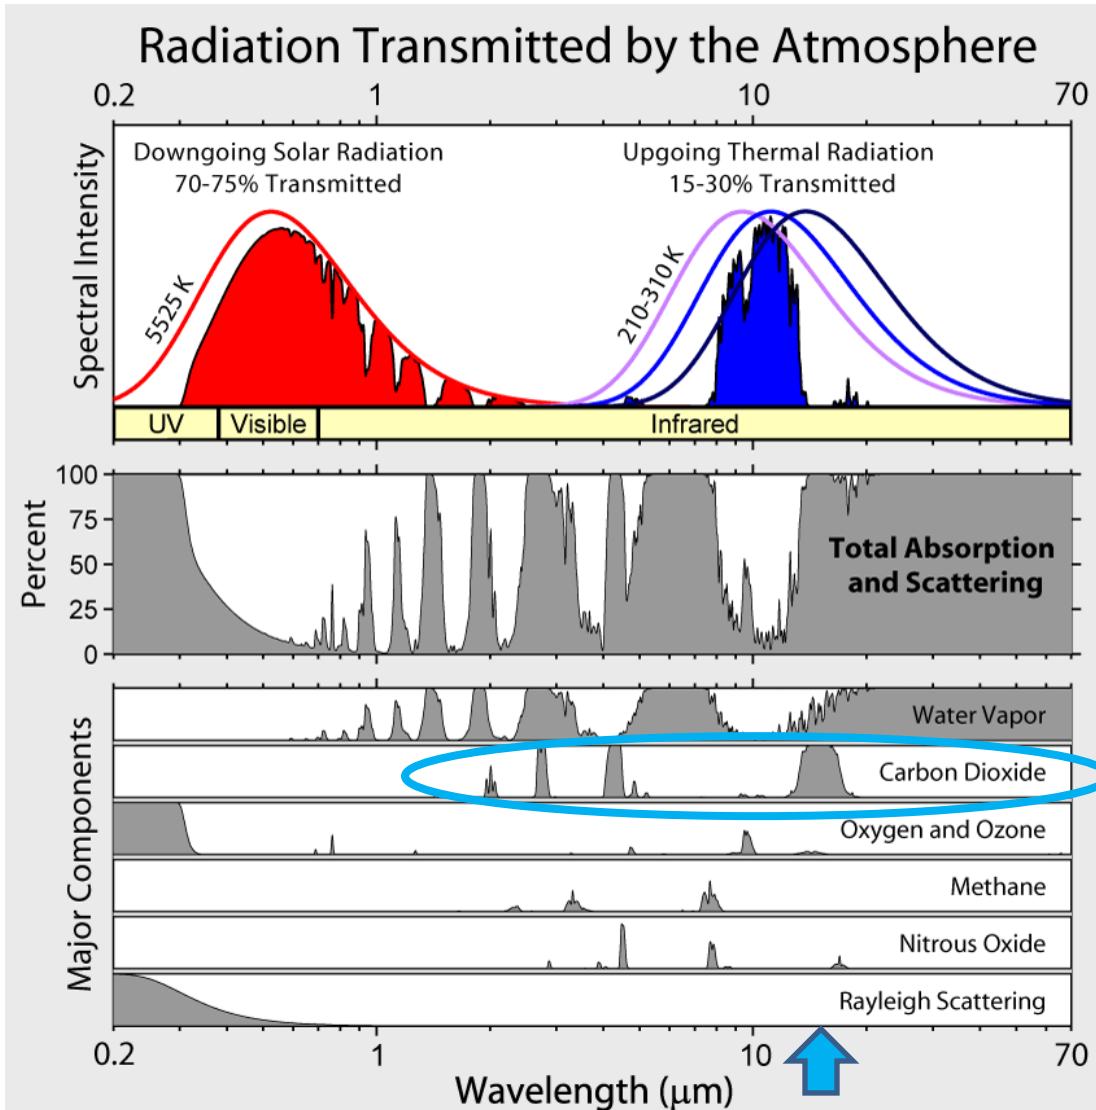 Radiation Transmitted by the Atmosphere
0.2 1 10 70
Spectral Intensity
Downgoing Solar Radiation
70-75% Transmitted
Upgoing Thermal Radiation
15-30% Transmitted
5525 K
210-310 K
UV Visible Infrared
Percent
100
75
50
25
0
Total Absorption
and Scattering
Major Components
Water Vapor
Carbon Dioxide
Oxygen and Ozone
Methane
Nitrous Oxide
Rayleigh Scattering
0.2 1 10 70
Wavelength (μm)